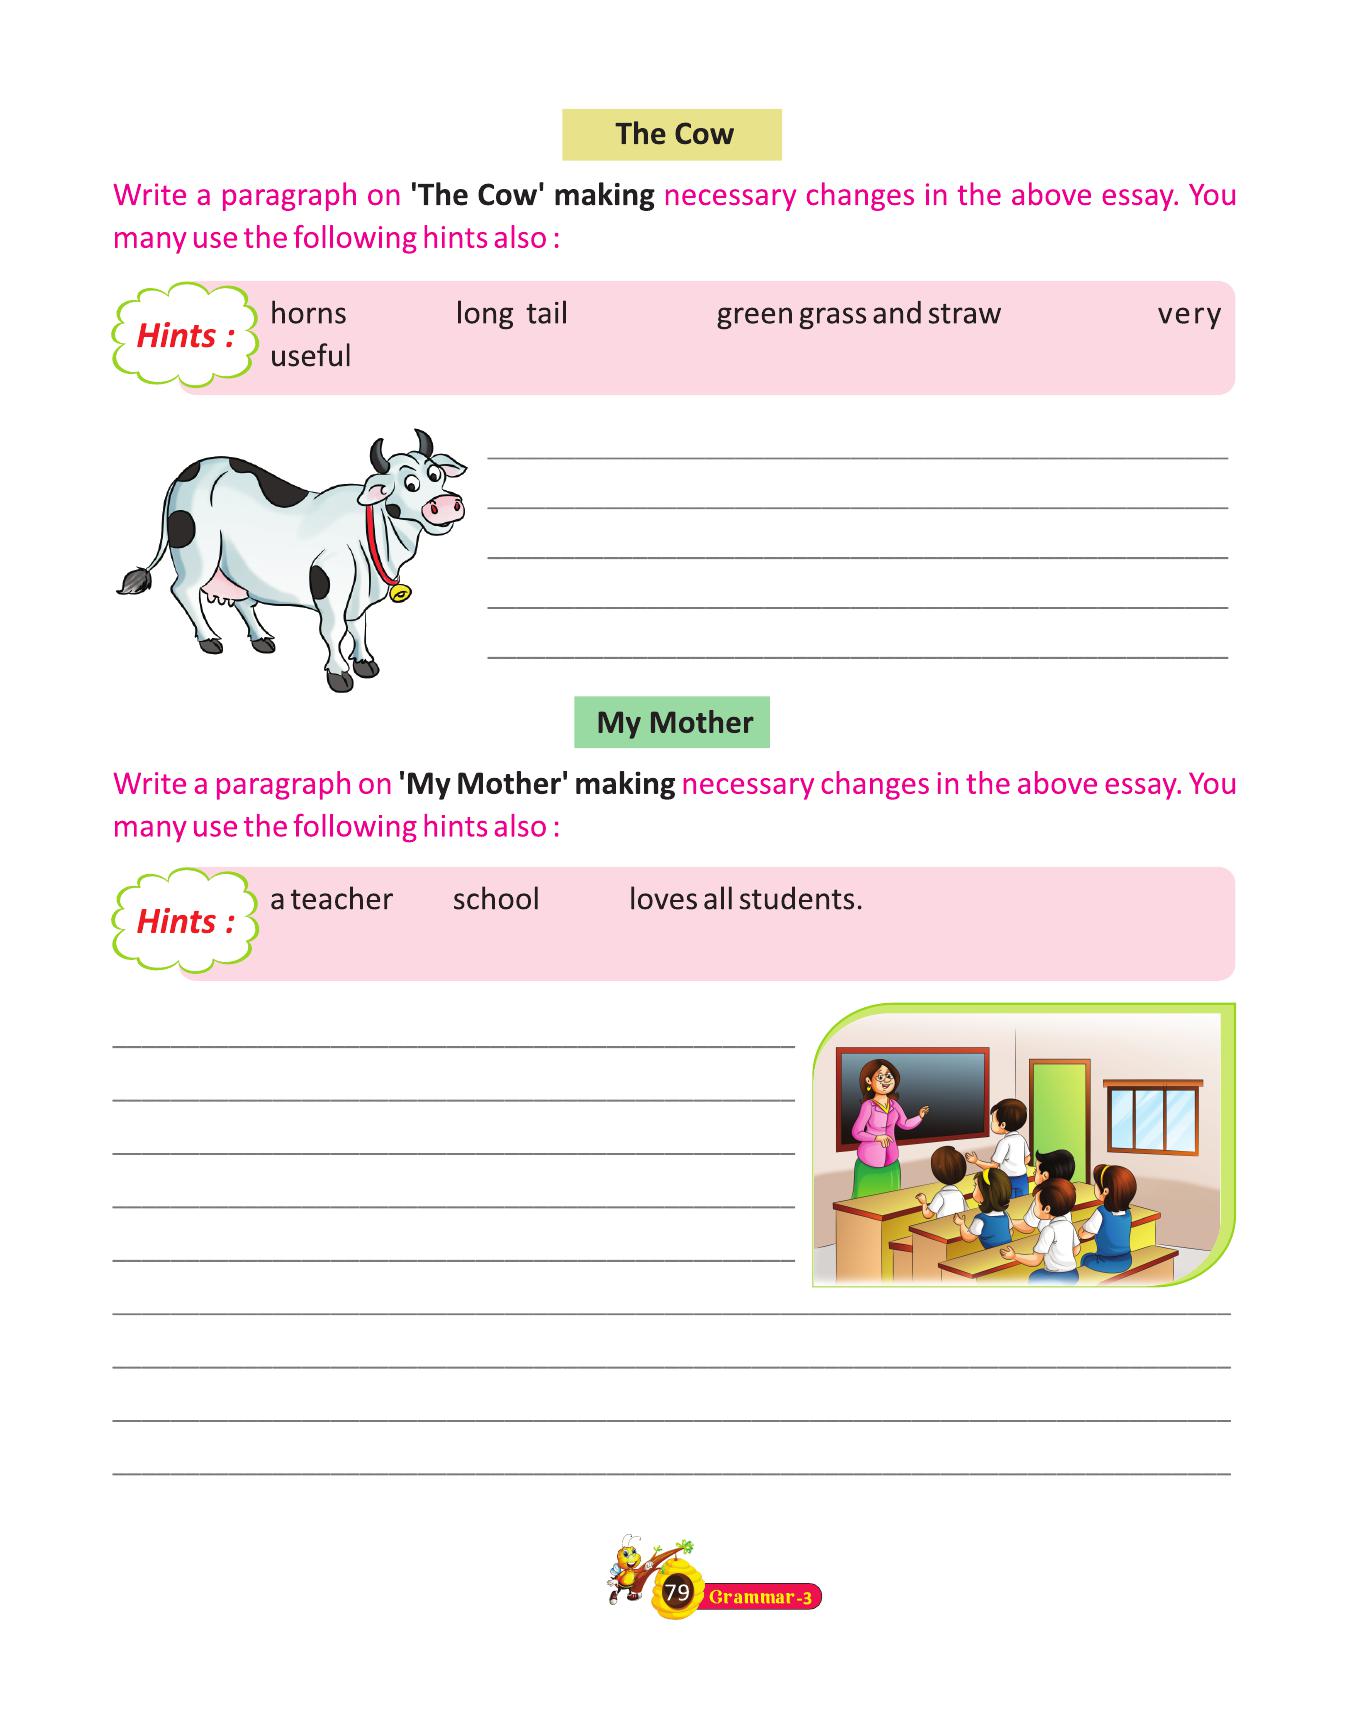 The Cow
Write a paragraph on 'The Cow' making necessary changes in the above essay. You
many use the following hints also :
Hints :
horns long tail green grass and straw very
useful
My Mother
Write a paragraph on 'My Mother' making necessary changes in the above essay. You
many use the following hints also :
Hints :
a teacher school loves all students.
79 Grammar-3